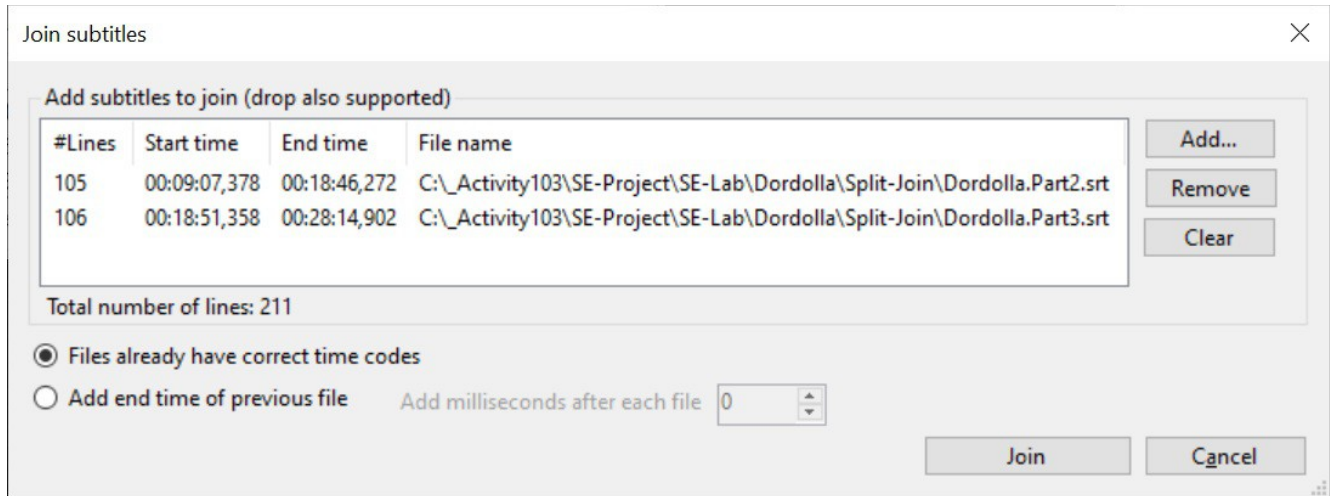 Join subtitles
Add subtitles to join (drop also supported)
#Lines Start time End time File name
105 00:09:07,378 00:18:46,272 C:\_Activity103\SE-Project\SE-Lab\Dordolla\Split-Join\Dordolla.Part2.srt
106 00:18:51,358 00:28:14,902 C:\_Activity103\SE-Project\SE-Lab\Dordolla\Split-Join\Dordolla.Part3.srt
Add...
Remove
Clear
Total number of lines: 211
Files already have correct time codes
Add end time of previous file Add milliseconds after each file 0
Join Cancel